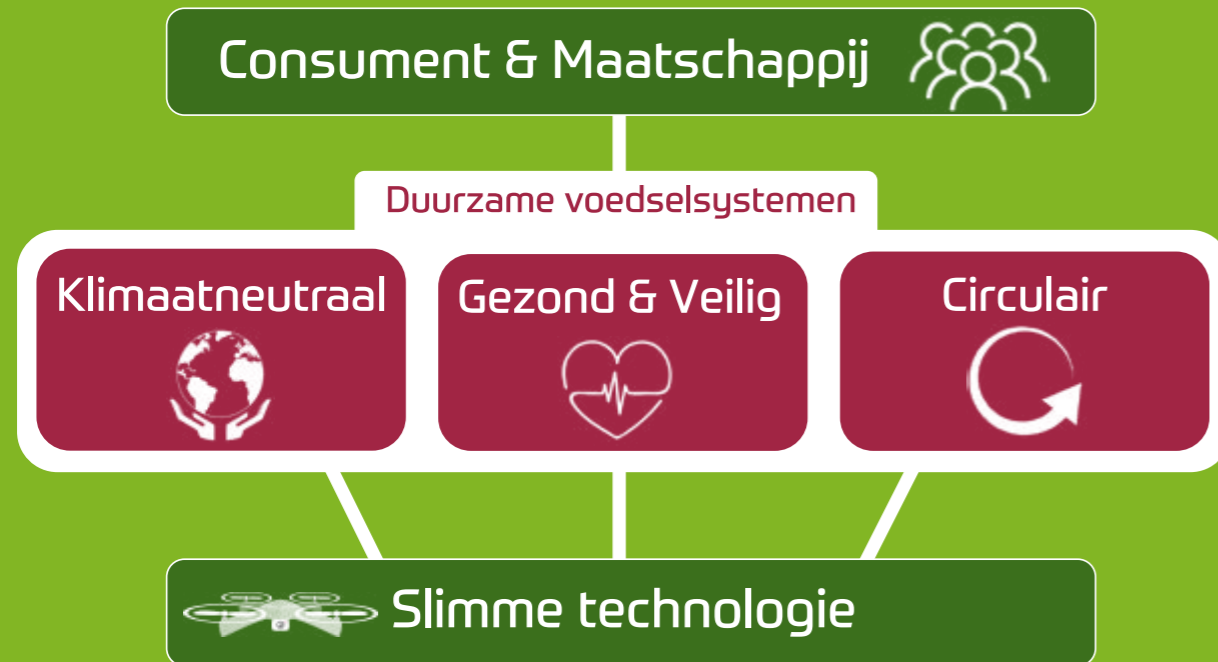 Consument & Maatschappij
Duurzame voedselsystemen
Klimaatneutraal
Gezond & Veilig
Circulair
Slimme technologie